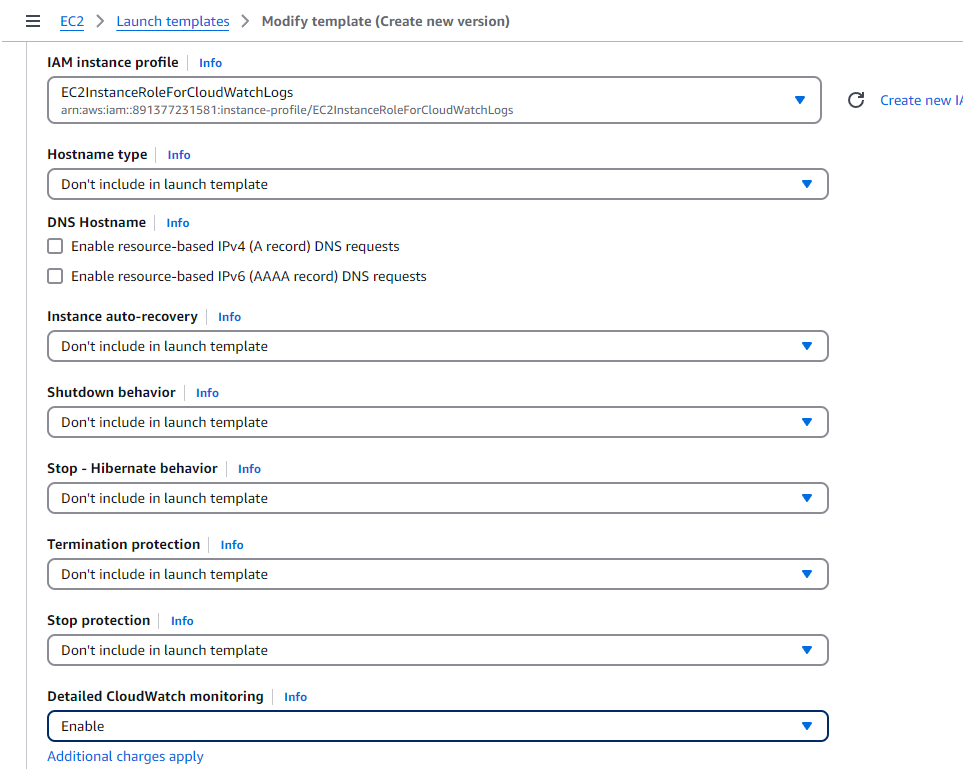 EC2 > Launch templates > Modify template (Create new version)
IAM instance profile Info
EC2InstanceRoleForCloudWatchLogs
arn:aws:iam::891377231581:instance-profile/EC2InstanceRoleForCloudWatchLogs
Create new
Hostname type Info
Don't include in launch template
DNS Hostname Info
Enable resource-based IPv4 (A record) DNS requests
Enable resource-based IPv6 (AAAA record) DNS requests
Instance auto-recovery Info
Don't include in launch template
Shutdown behavior Info
Don't include in launch template
Stop - Hibernate behavior Info
Don't include in launch template
Termination protection Info
Don't include in launch template
Stop protection Info
Don't include in launch template
Detailed CloudWatch monitoring Info
Enable
Additional charges apply